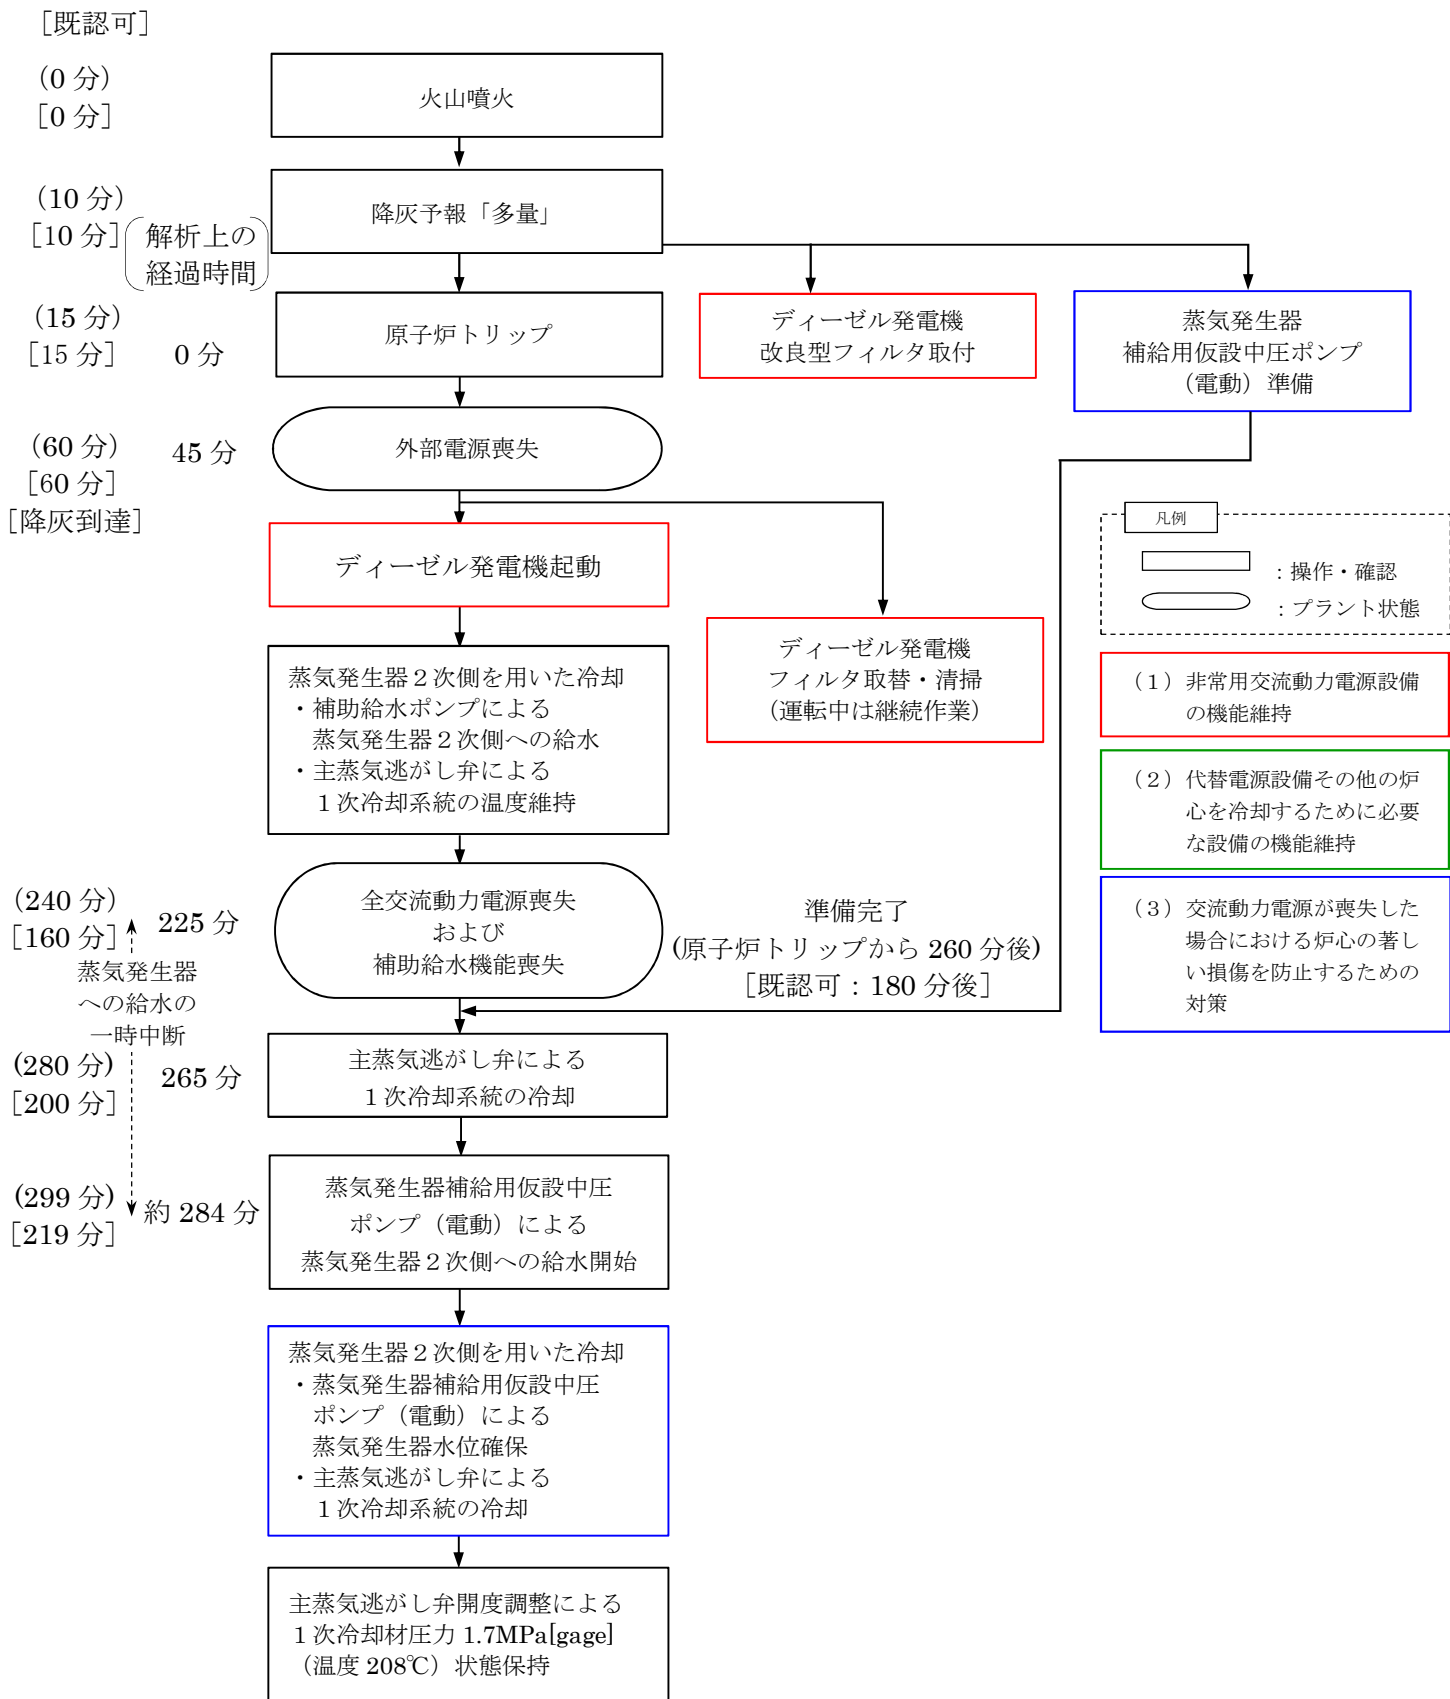 ［既認可］
（0 分）
［0 分］
火山噴火
（10 分）
［10 分］
解析上の
経過時間
降灰予報「多量」
（15 分）
［15 分］
0 分
原子炉トリップ
ディーゼル発電機
改良型フィルタ取付
蒸気発生器
補給用仮設中圧ポンプ
（電動）準備
（60 分）
［60 分］
［降灰到達］
45 分
外部電源喪失
ディーゼル発電機起動
凡例
：操作・確認
：プラント状態
蒸気発生器２次側を用いた冷却
・補助給水ポンプによる
蒸気発生器２次側への給水
・主蒸気逃がし弁による
１次冷却系統の温度維持
ディーゼル発電機
フィルタ取替・清掃
（運転中は継続作業）
（１）非常用交流動力電源設備
の機能維持
（２）代替電源設備その他の炉
心を冷却するために必要
な設備の機能維持
（３）交流動力電源が喪失した
場合における炉心の著し
い損傷を防止するための
対策
(240 分)
［160 分］
225 分
全交流動力電源喪失
および
補助給水機能喪失
準備完了
(原子炉トリップから 260 分後)
［既認可：180 分後］
蒸気発生器
への給水の
一時中断
(280 分)
［200 分］
265 分
主蒸気逃がし弁による
１次冷却系統の冷却
(299 分)
［219 分］
約 284 分
蒸気発生器補給用仮設中圧
ポンプ（電動）による
蒸気発生器２次側への給水開始
蒸気発生器２次側を用いた冷却
・蒸気発生器補給用仮設中圧
ポンプ（電動）による
蒸気発生器水位確保
・主蒸気逃がし弁による
１次冷却系統の冷却
主蒸気逃がし弁開度調整による
１次冷却材圧力 1.7MPa[gage]
（温度 208℃）状態保持